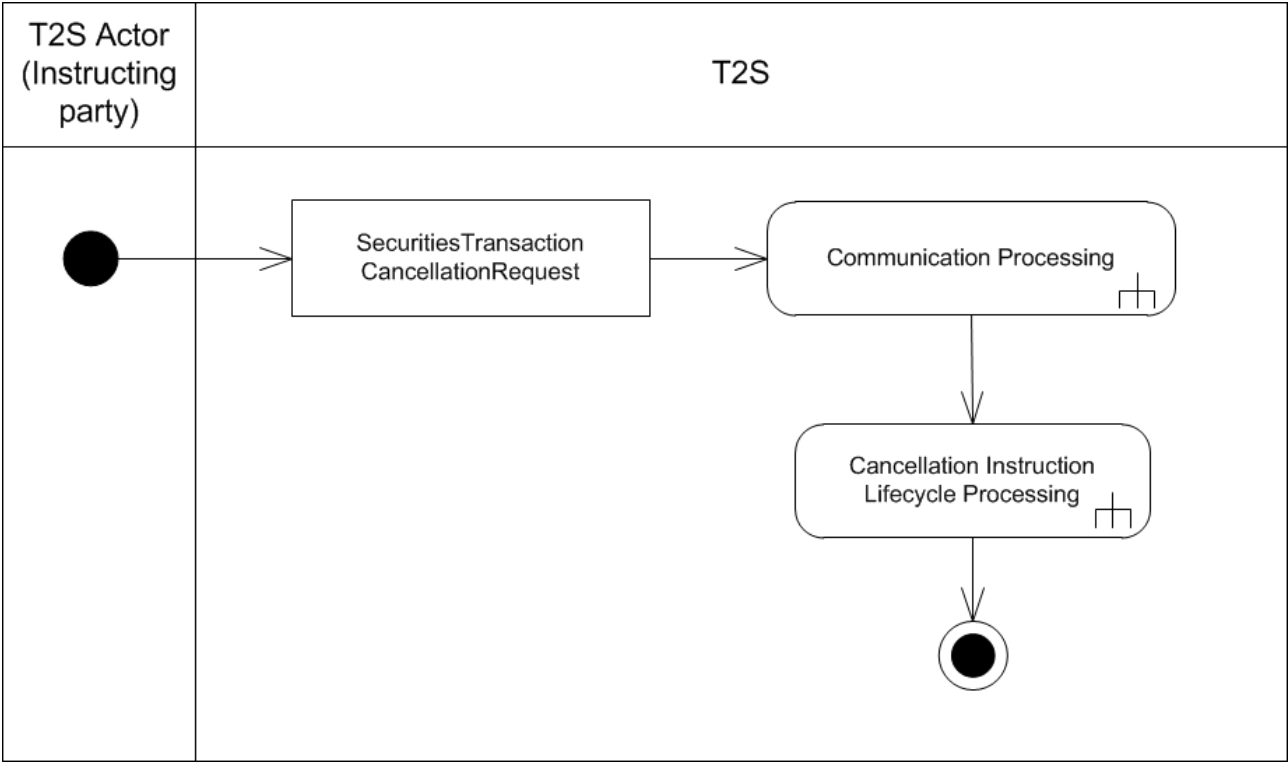 T2S Actor
(Instructing
party)
T2S
SecuritiesTransaction
CancellationRequest
Communication Processing
Cancellation Instruction
Lifecycle Processing